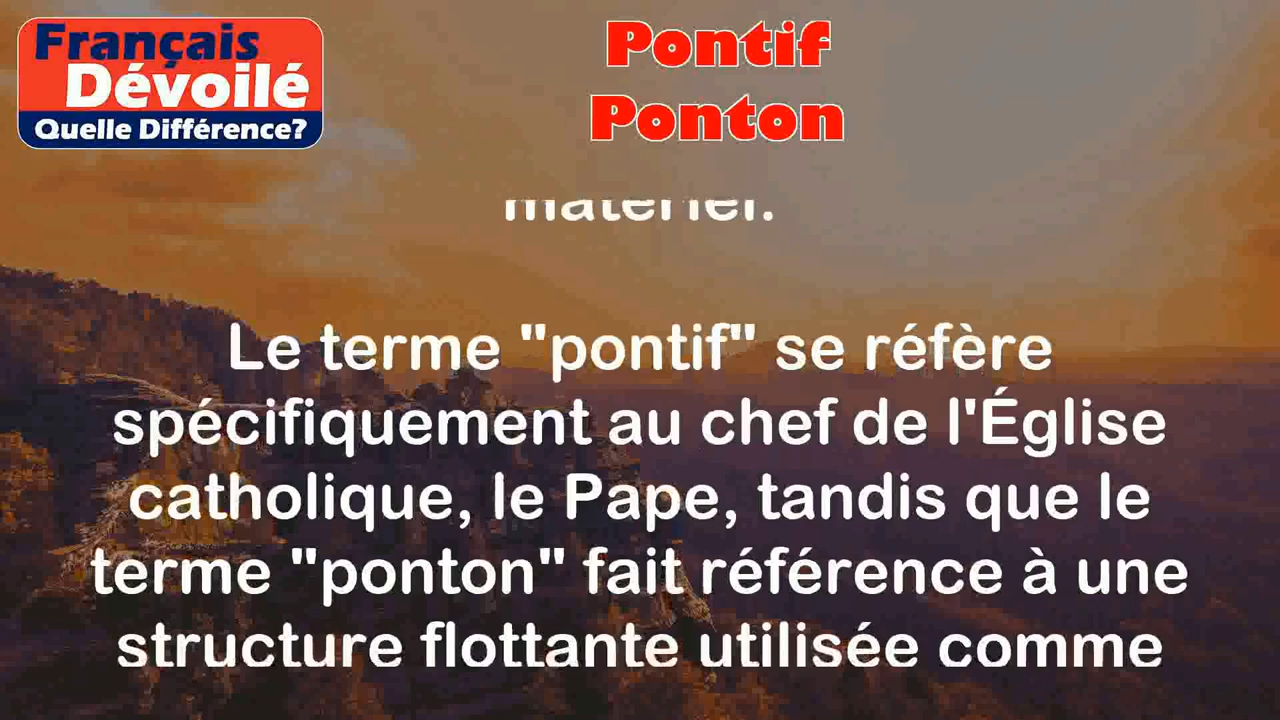 Français
Dévoilé
Quelle Différence?
Pontif
Ponton
matériel.
Le terme "pontif" se réfère
spécifiquement au chef de l'Église
catholique, le Pape, tandis que le
terme "ponton" fait référence à une
structure flottante utilisée comme